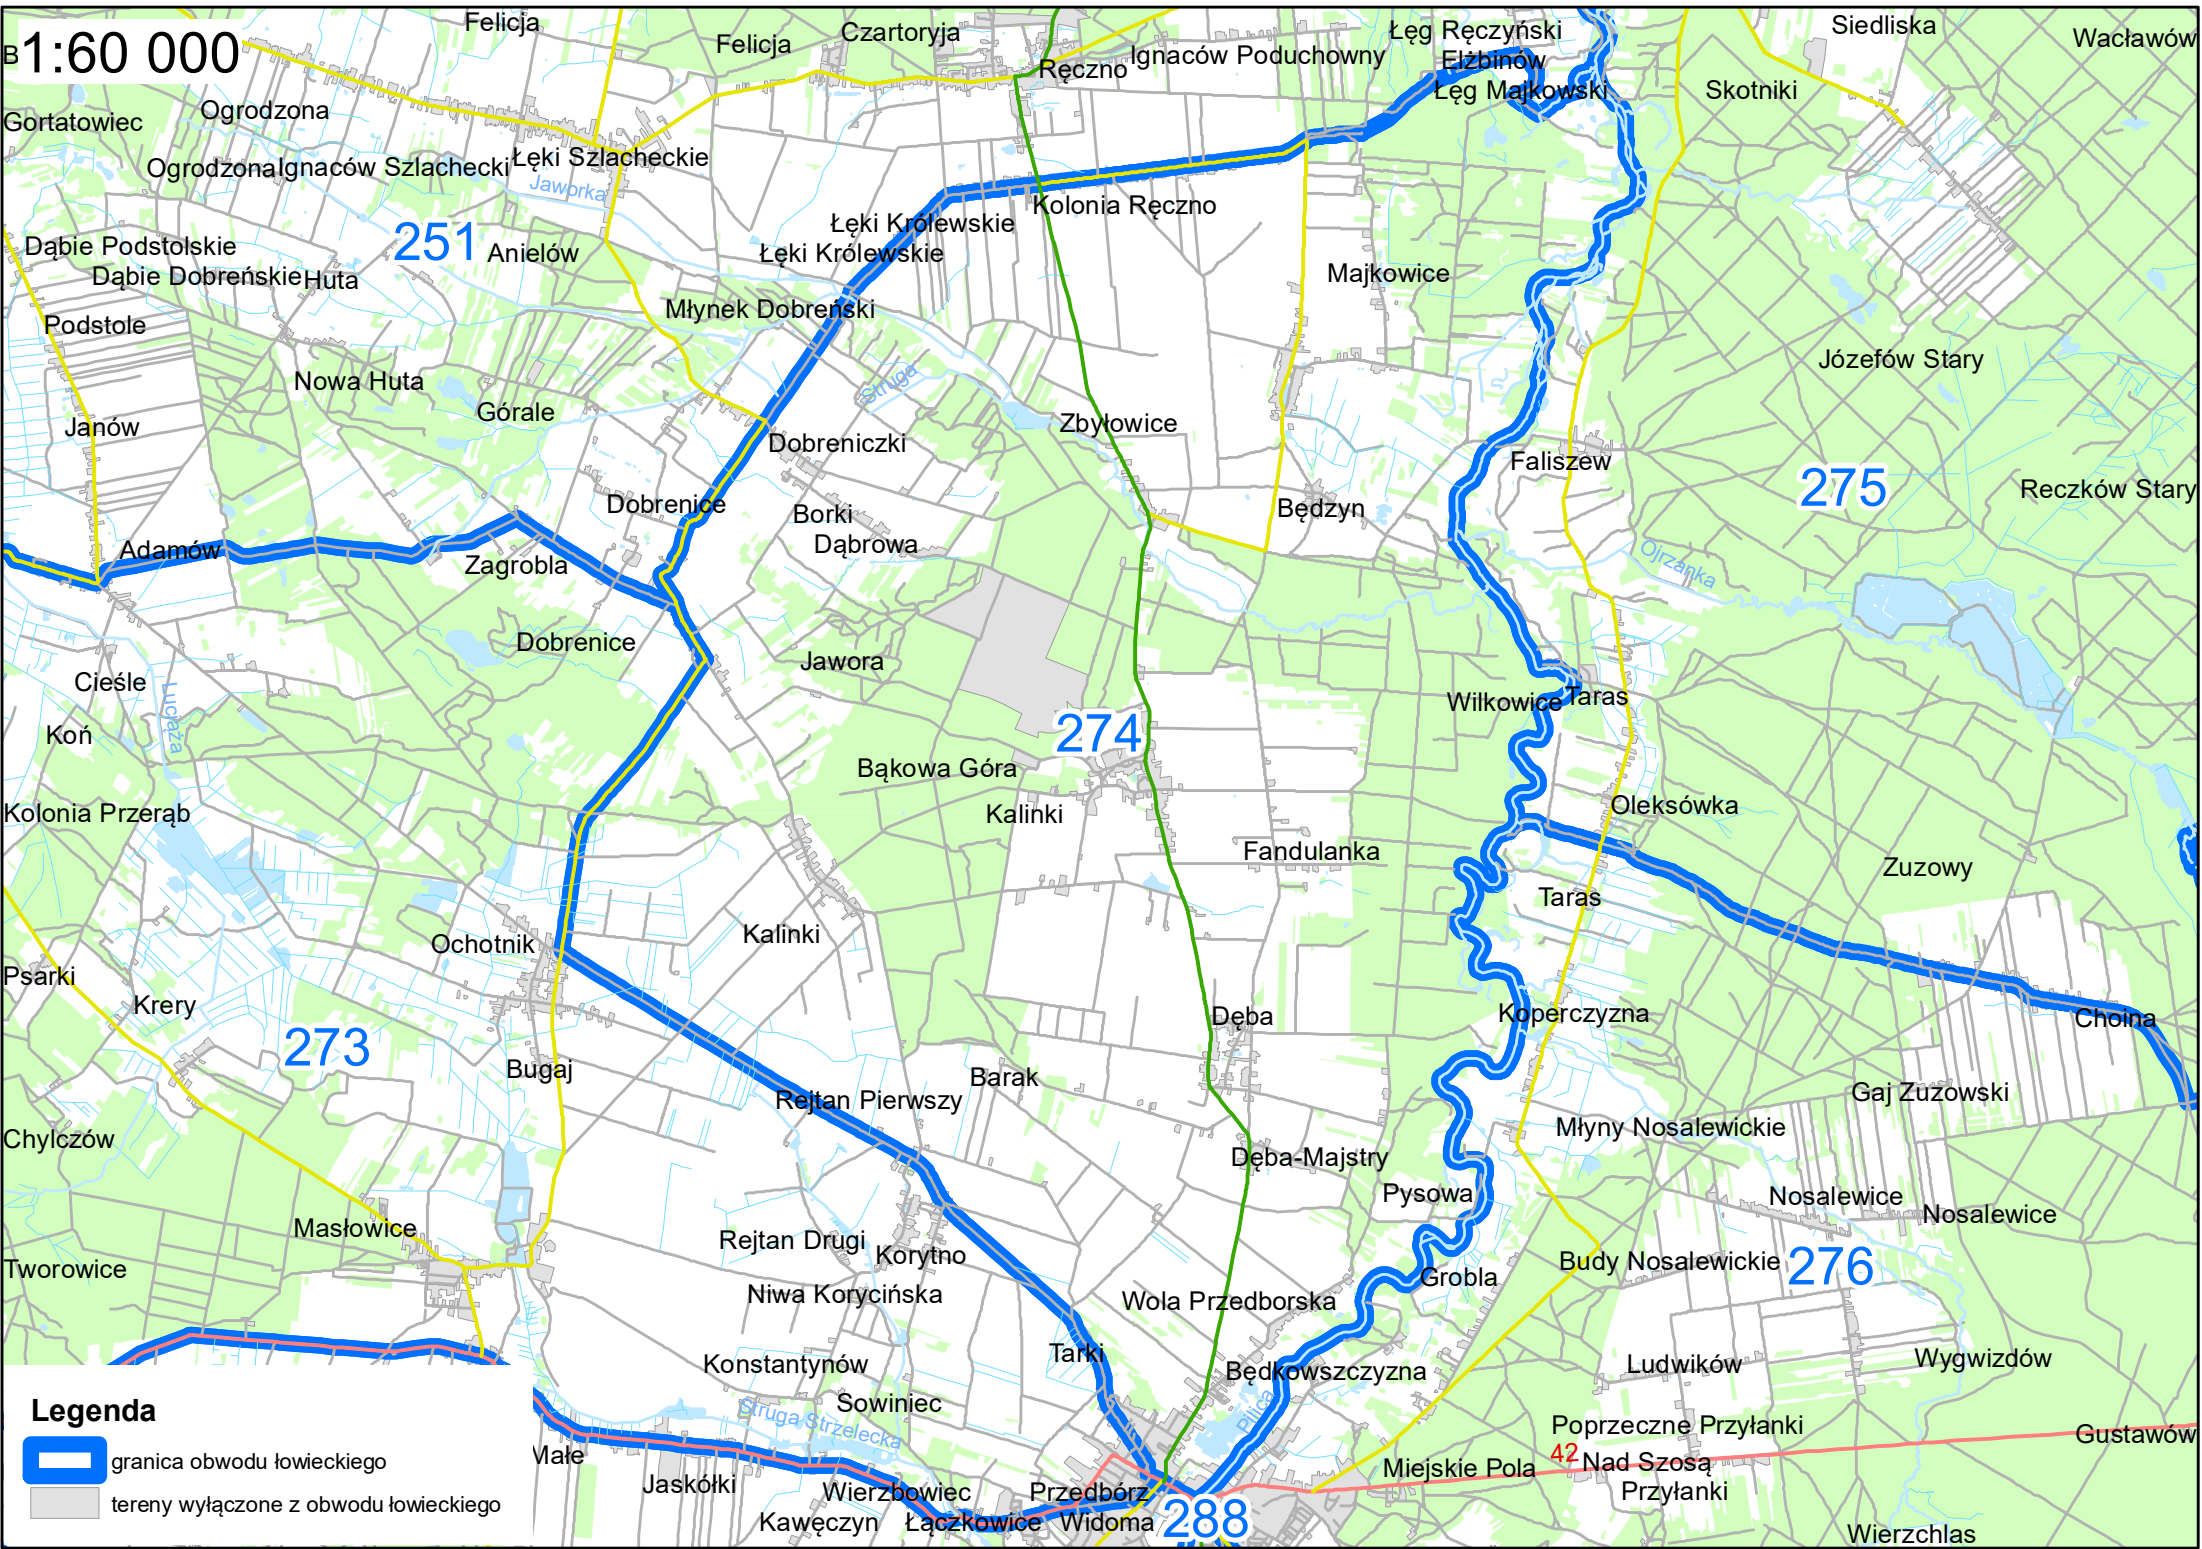 1:60 000
B
Felicja
Felicja
Czartoryja
Ręczno
Ignaców Poduchowny
Łęg Ręczyński
Elżbinów
Łęg Majkowski
Siedliska
Wacławów
Skotniki
Gortatowiec
Ogrodzona
Ogrodzona
Ignaców Szlachecki
Łęki Szlacheckie
Jaworka
Kolonia Ręczno
Łęki Królewskie
Łęki Królewskie
251
Anielów
Dąbie Podstolskie
Dąbie Dobreńskie
Huta
Majkowice
Młynek Dobreński
Podstole
Józefów Stary
Nowa Huta
Struga
Górale
Janów
Zbyłowice
Dobreniczki
Faliszew
275
Reczków Stary
Dobrenice
Borki
Będzyn
Dąbrowa
Adamów
Zagrobla
Ojrzanka
Dobrenice
Jawora
Cieśle
Luciąża
Wilkowice
Taras
Koń
274
Bąkowa Góra
Kalinki
Kolonia Przerąb
Oleksówka
Fandulanka
Zuzowy
Taras
Kalinki
Ochotnik
Psarki
Krery
Koperczyzna
Dęba
Choina
273
Bugaj
Barak
Rejtan Pierwszy
Gaj Zuzowski
Chylczów
Młyny Nosalewickie
Dęba-Majstry
Pysowa
Nosalewice
Nosalewice
Masłowice
Rejtan Drugi
Korytno
Tworowice
Budy Nosalewickie
276
Grobla
Niwa Korycińska
Wola Przedborska
Tarki
Konstantynów
Będkowszczyzna
Ludwików
Wygwizdów
Sowiniec
Struga Strzelecka
Pilica
Poprzeczne Przyłanki
Gustawów
42
Nad Szosą
Miejskie Pola
Przyłanki
Małe
Jaskółki
Wierzbowiec
Przedbórz
Kawęczyn
Łączkowice
Widoma
288
Wierzchlas
Legenda
granica obwodu łowieckiego
tereny wyłączone z obwodu łowieckiego